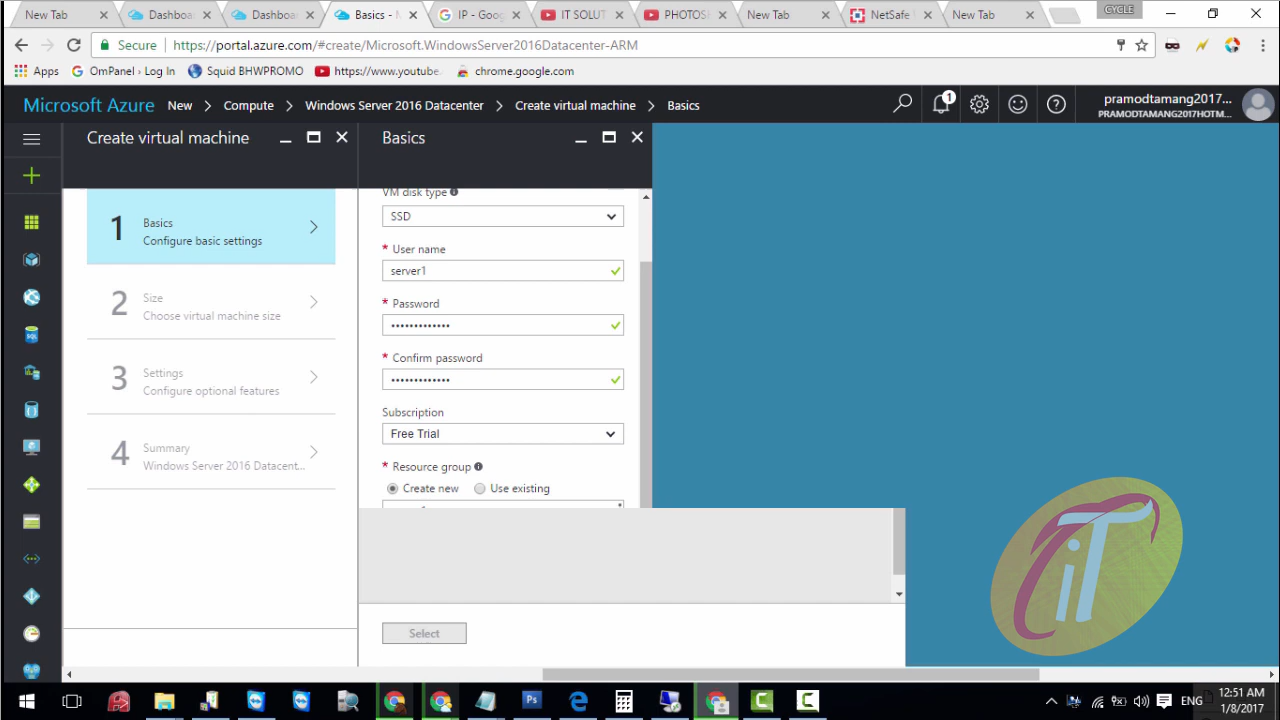 New Tab
Dashboa
Dashboa
Basics - M
IP – Goog
IT SOLUT
PHOTOS
New Tab
NetSafe
New Tab
CYCLE
Secure
https://portal.azure.com/#create/Microsoft.WindowsServer2016Datacenter-ARM
Apps
OmPanel › Log In
Squid BHWPROMO
https://www.youtube.
chrome.google.com
Microsoft Azure New > Compute > Windows Server 2016 Datacenter > Create virtual machine > Basics
1
pramodtamang2017...
PRAMODTAMANG2017HOTM...
Create virtual machine
Basics
1
Basics
Configure basic settings
2
Size
Choose virtual machine size
3
Settings
Configure optional features
4
Summary
Windows Server 2016 Datacent...
VM disk type
SSD
* User name
server1
* Password
•••••••••••••
* Confirm password
•••••••••••••
Subscription
Free Trial
* Resource group
Create new
Use existing
Select
iT
Ps
ENG
12:51 AM
1/8/2017